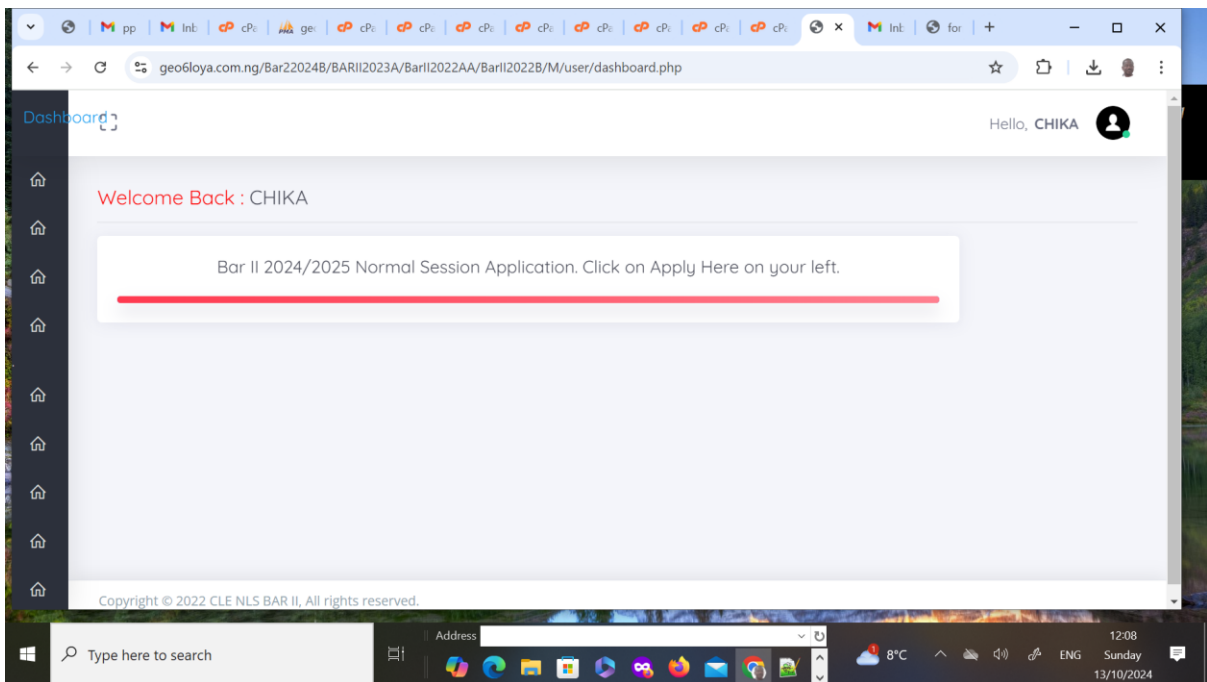 pp
Inb
cPa
ged
cPa
cPa
cPa
cPa
cPa
cPa
cPa
Inb
for
geo6loya.com.ng/Bar22024B/BARII2023A/BarII2022AA/BarII2022B/M/user/dashboard.php
Dashboard
Hello, CHIKA
Welcome Back : CHIKA
Bar II 2024/2025 Normal Session Application. Click on Apply Here on your left.
Copyright © 2022 CLE NLS BAR II, All rights reserved.
Address
Type here to search
8°C
ENG
12:08
Sunday
13/10/2024